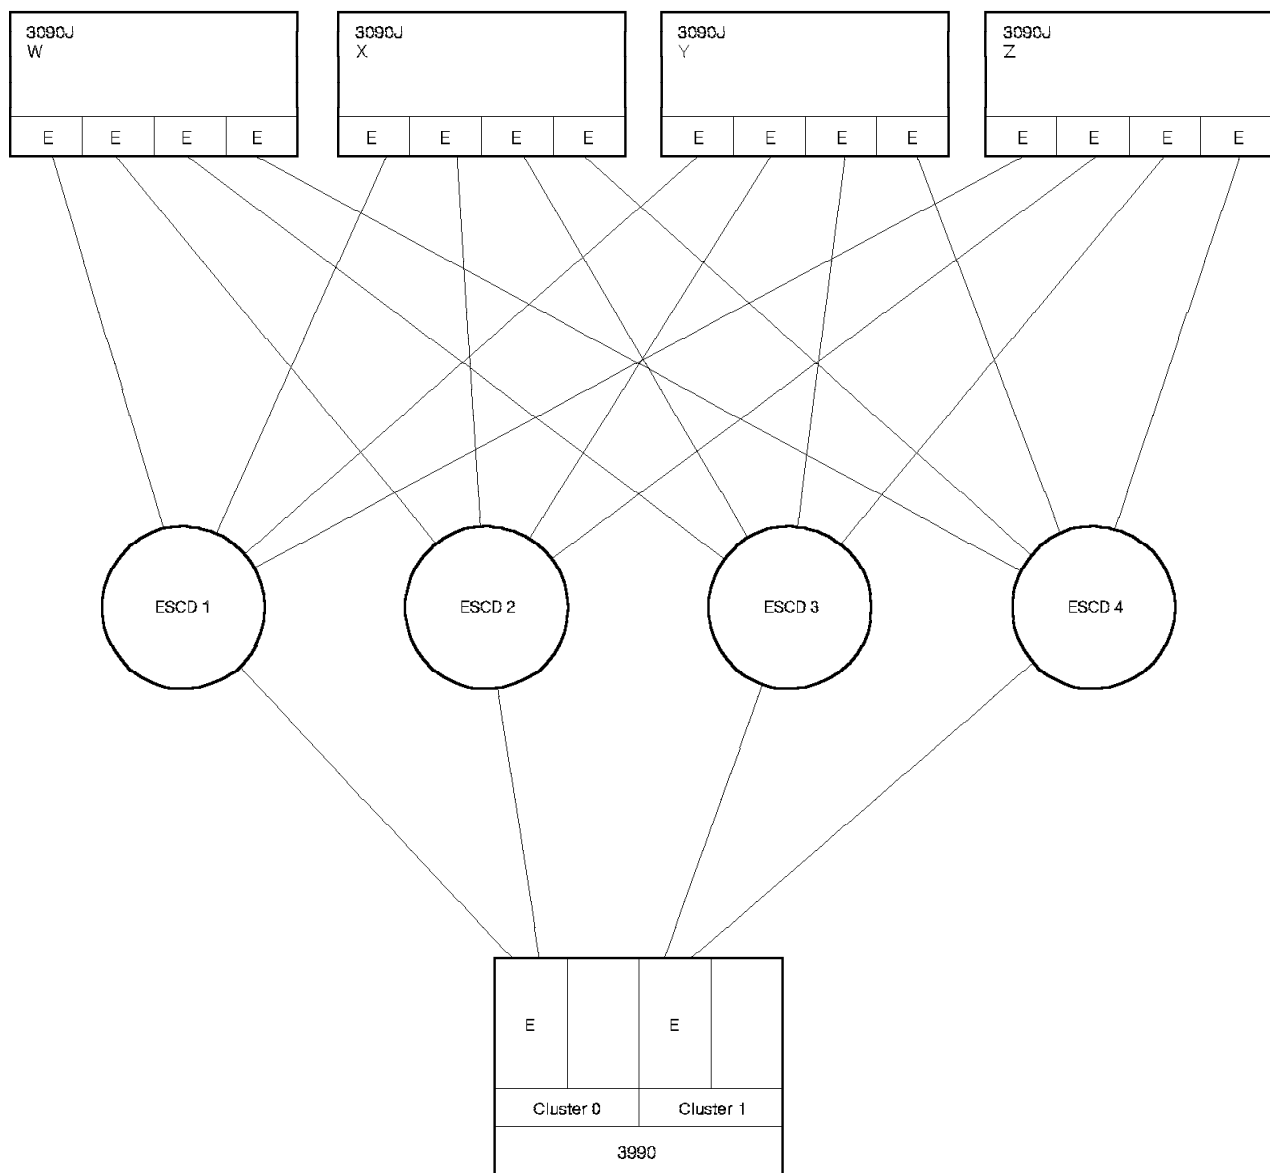 3090J
W
3090J
X
3090J
Y
3090J
Z
E E E E
E E E E
E E E E
E E E E
ESCD 1
ESCD 2
ESCD 3
ESCD 4
E
E
Cluster 0
Cluster 1
3990